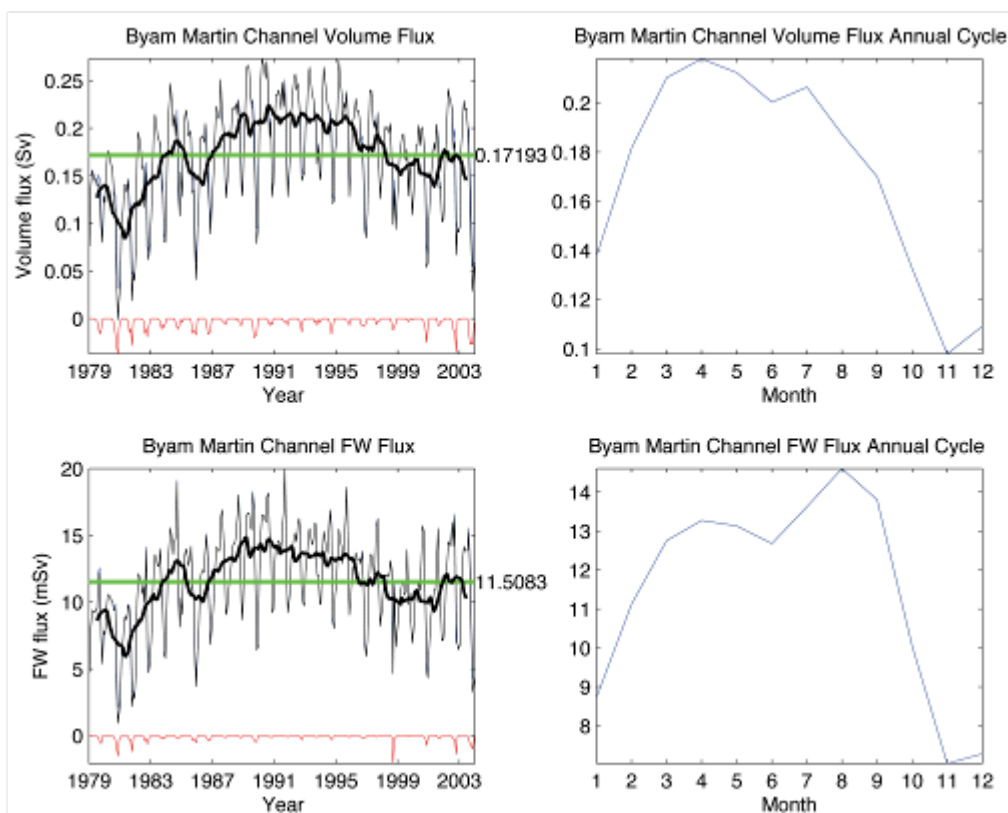 Byam Martin Channel Volume Flux
0.25
0.2
0.15
0.1
0.05
0
Volume flux (Sv)
0.17193
1979 1983 1987 1991 1995 1999 2003
Year
Byam Martin Channel Volume Flux Annual Cycle
0.2
0.18
0.16
0.14
0.12
0.1
1 2 3 4 5 6 7 8 9 10 11 12
Month
Byam Martin Channel FW Flux
20
15
10
5
0
FW flux (mSv)
11.5083
1979 1983 1987 1991 1995 1999 2003
Year
Byam Martin Channel FW Flux Annual Cycle
14
13
12
11
10
9
8
1 2 3 4 5 6 7 8 9 10 11 12
Month